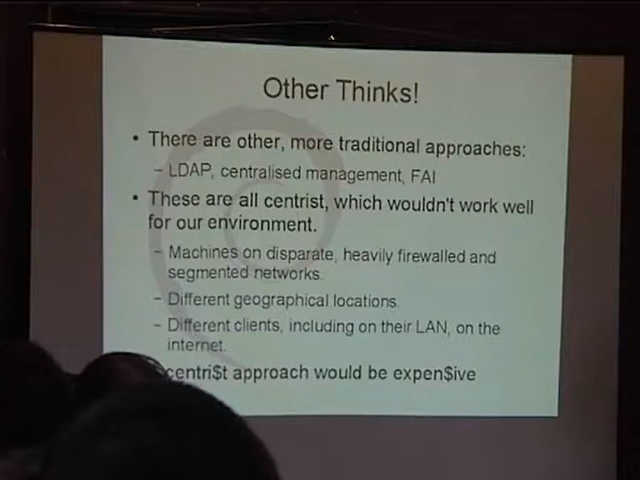 Other Thinks!
• There are other, more traditional approaches:
– LDAP, centralised management, FAI
• These are all centrist, which wouldn't work well
for our environment.
– Machines on disparate, heavily firewalled and
segmented networks.
– Different geographical locations.
– Different clients, including on their LAN, on the
internet.
centri$t approach would be expen$ive